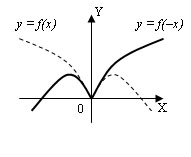 y = f(x) Y y = f(–x)
0 X